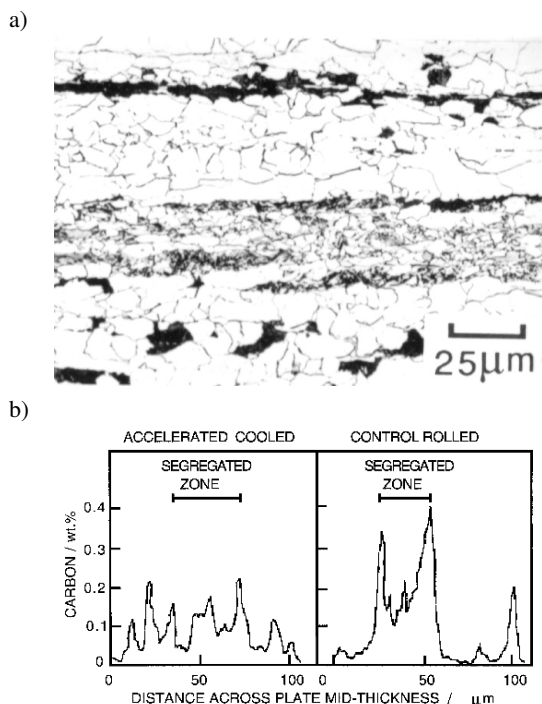 a)
25μm
b)
ACCELERATED COOLED CONTROL ROLLED
SEGREGATED ZONE SEGREGATED ZONE
CARBON / wt.%
0.4
0.3
0.2
0.1
0 50 100 0 50 100
DISTANCE ACROSS PLATE MID-THICKNESS / μm